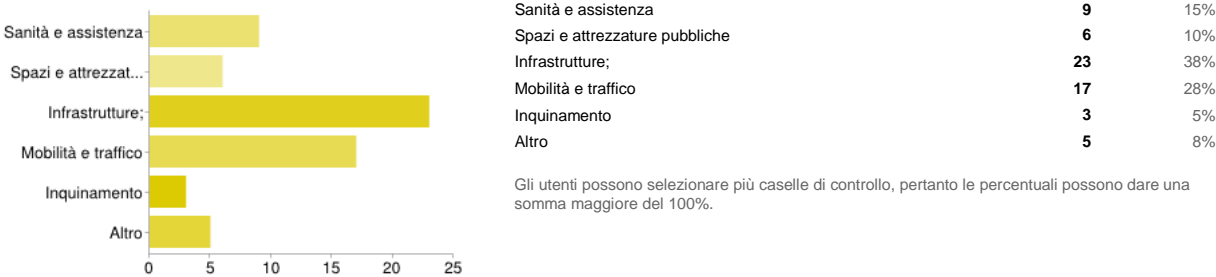 Sanità e assistenza
Spazi e attrezzat...
Infrastrutture;
Mobilità e traffico
Inquinamento
Altro
0 5 10 15 20 25
Sanità e assistenza 9 15%
Spazi e attrezzature pubbliche 6 10%
Infrastrutture; 23 38%
Mobilità e traffico 17 28%
Inquinamento 3 5%
Altro 5 8%
Gli utenti possono selezionare più caselle di controllo, pertanto le percentuali possono dare una
somma maggiore del 100%.